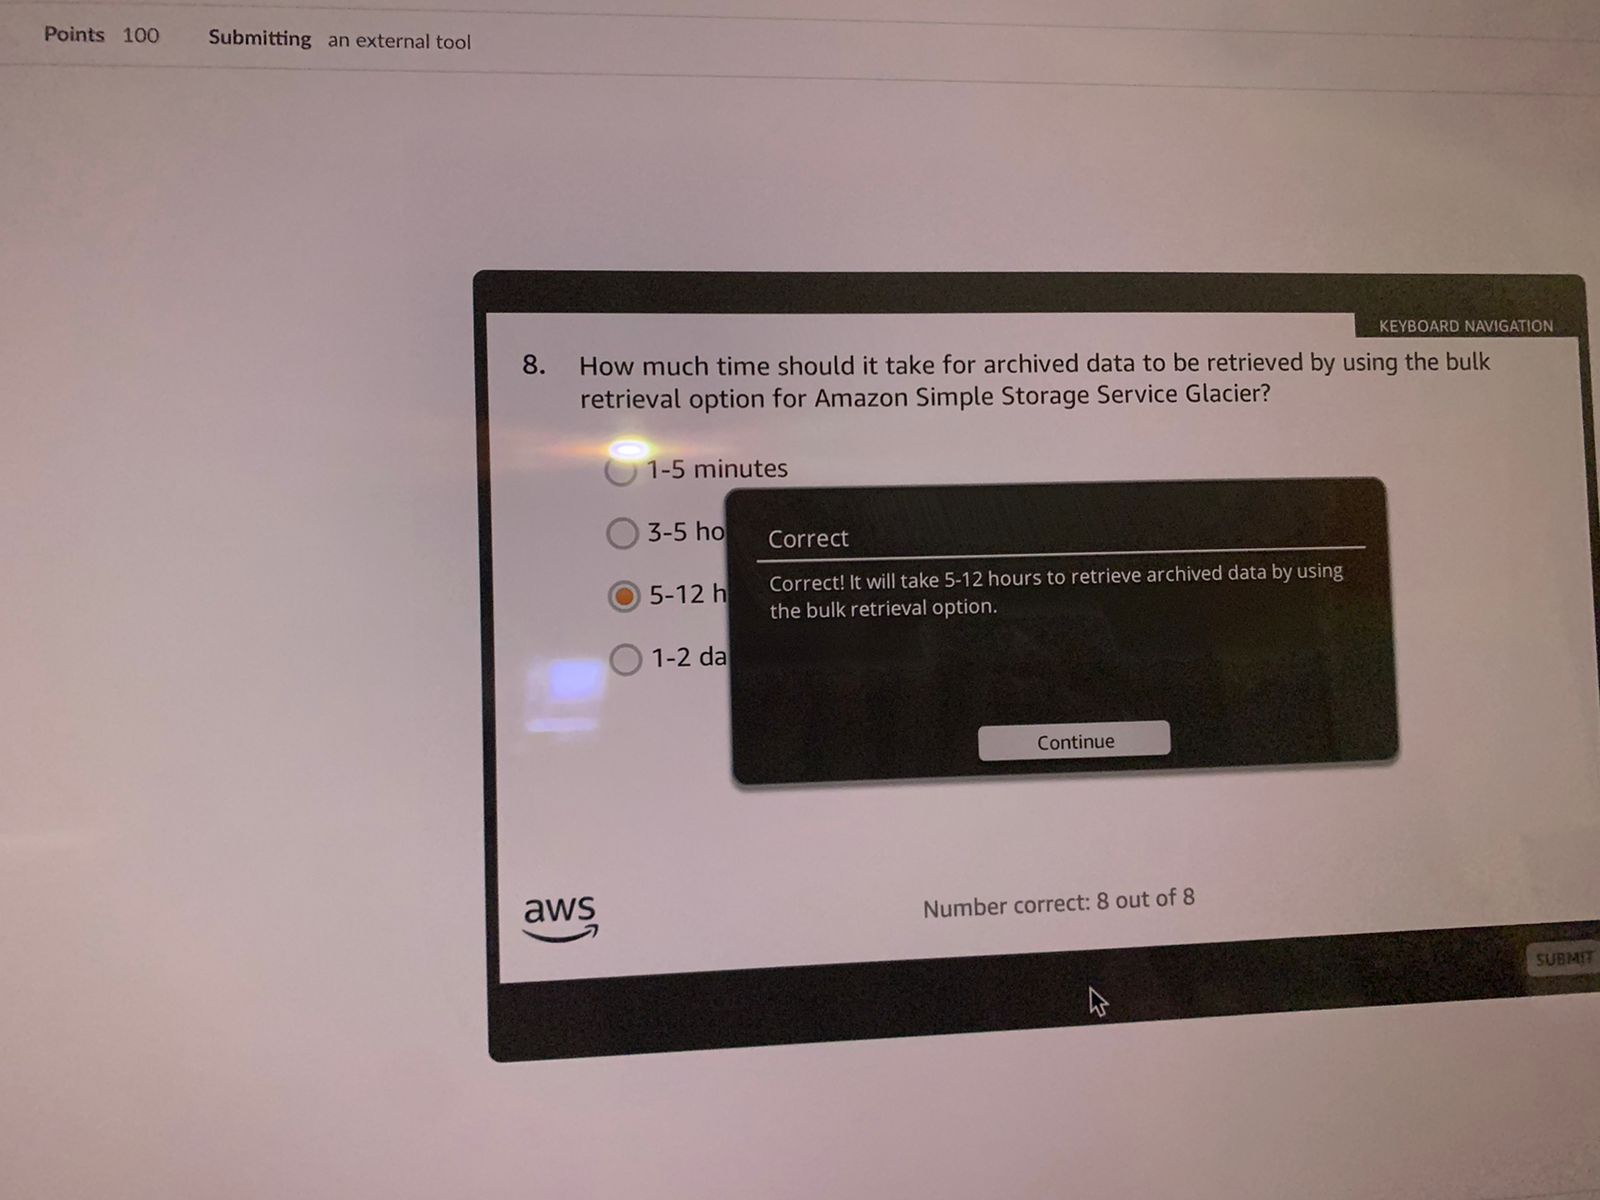 Points 100 Submitting an external tool
KEYBOARD NAVIGATION
8. How much time should it take for archived data to be retrieved by using the bulk
retrieval option for Amazon Simple Storage Service Glacier?
1-5 minutes
3-5 ho
5-12 h
1-2 da
Correct
Correct! It will take 5-12 hours to retrieve archived data by using
the bulk retrieval option.
Continue
aws
Number correct: 8 out of 8
SUBMIT